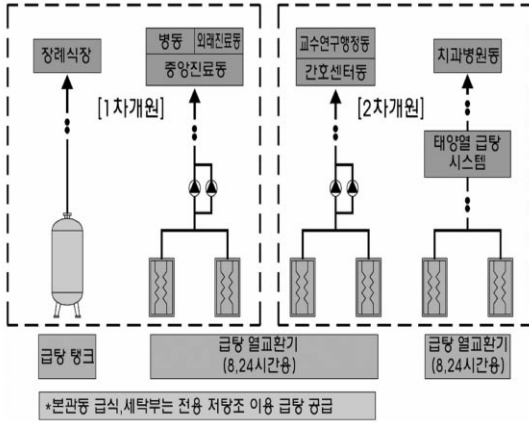 장례식장
병동 외래진료동
중앙진료동
교수연구행정동
간호센터동
치과병원동
[1차개원]
[2차개원]
태양열 급탕
시스템
급탕 탱크
급탕 열교환기
(8,24시간용)
급탕 열교환기
(8,24시간용)
*본관동 급식,세탁부는 전용 저탕조 이용 급탕 공급